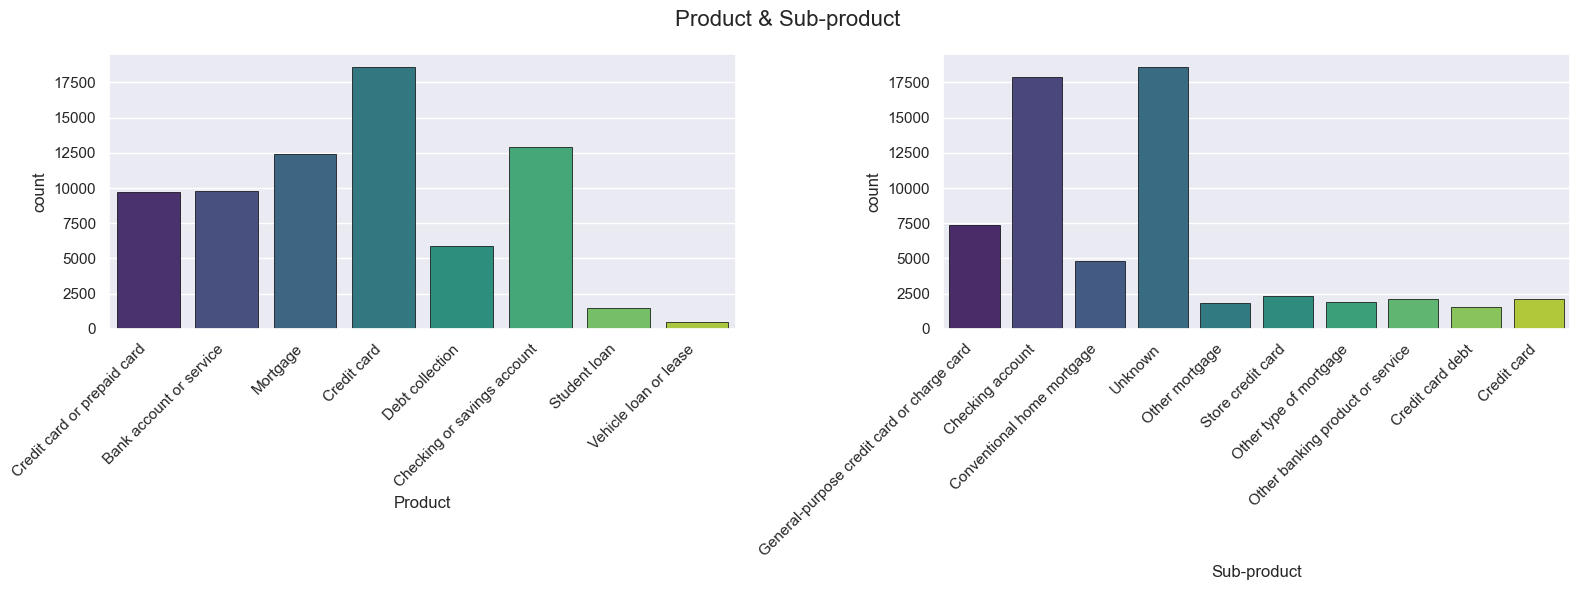 Product & Sub-product
17500
15000
12500
10000
7500
5000
2500
0
count
Credit card or prepaid card
Bank account or service
Mortgage
Credit card
Debt collection
Checking or savings account
Student loan
Vehicle loan or lease
Product
17500
15000
12500
10000
7500
5000
2500
0
count
General-purpose credit card or charge card
Checking account
Conventional home mortgage
Unknown
Other mortgage
Store credit card
Other type of mortgage
Other banking product or service
Credit card debt
Credit card
Sub-product